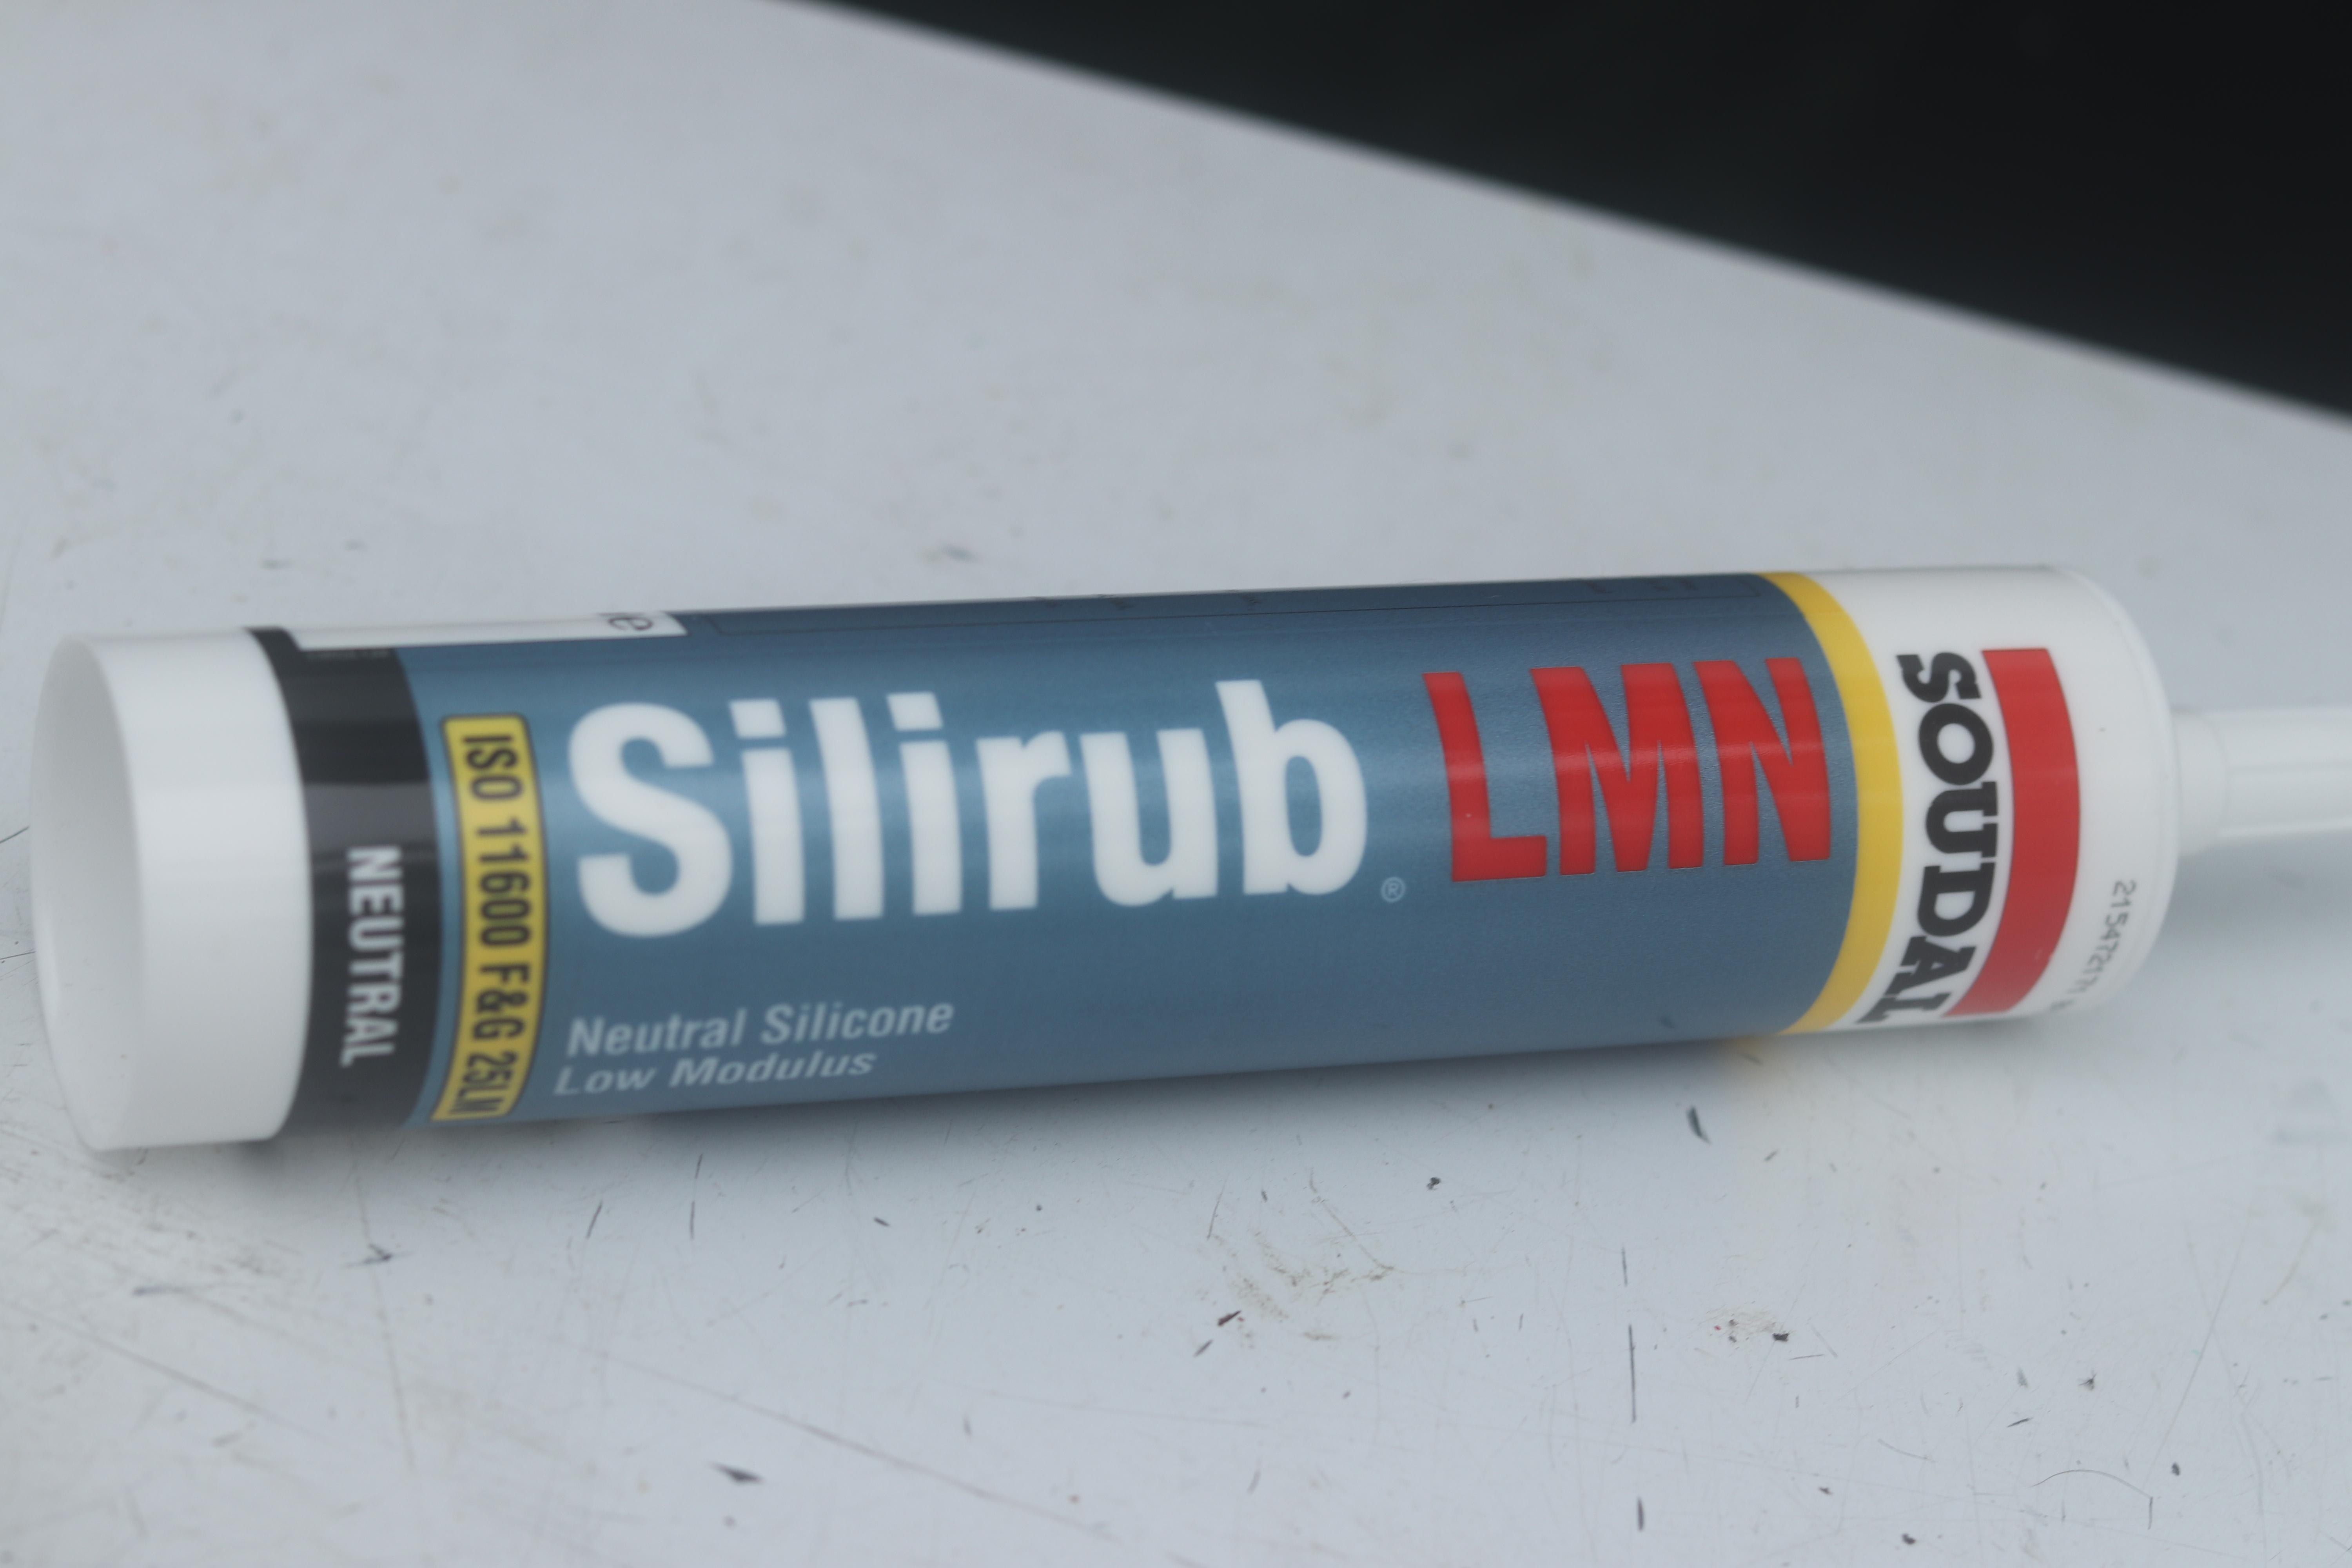 NEUTRAL
ISO 11600 F&G 25LM
Silirub® LMN
Neutral Silicone
Low Modulus
SOUDAL